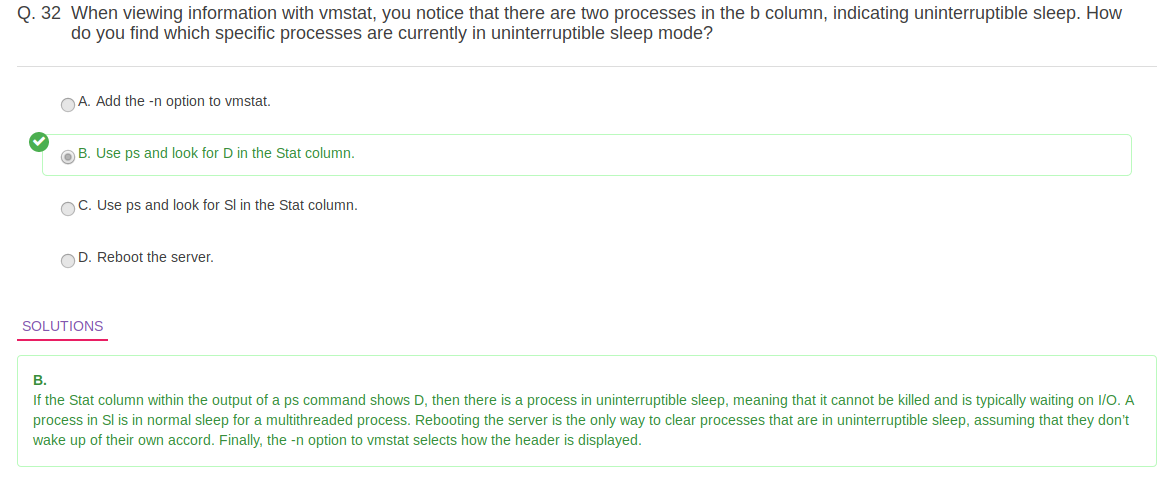 Q. 32 When viewing information with vmstat, you notice that there are two processes in the b column, indicating uninterruptible sleep. How
do you find which specific processes are currently in uninterruptible sleep mode?
A. Add the -n option to vmstat.
B. Use ps and look for D in the Stat column.
C. Use ps and look for Sl in the Stat column.
D. Reboot the server.
SOLUTIONS
B.
If the Stat column within the output of a ps command shows D, then there is a process in uninterruptible sleep, meaning that it cannot be killed and is typically waiting on I/O. A
process in Sl is in normal sleep for a multithreaded process. Rebooting the server is the only way to clear processes that are in uninterruptible sleep, assuming that they don't
wake up of their own accord. Finally, the -n option to vmstat selects how the header is displayed.